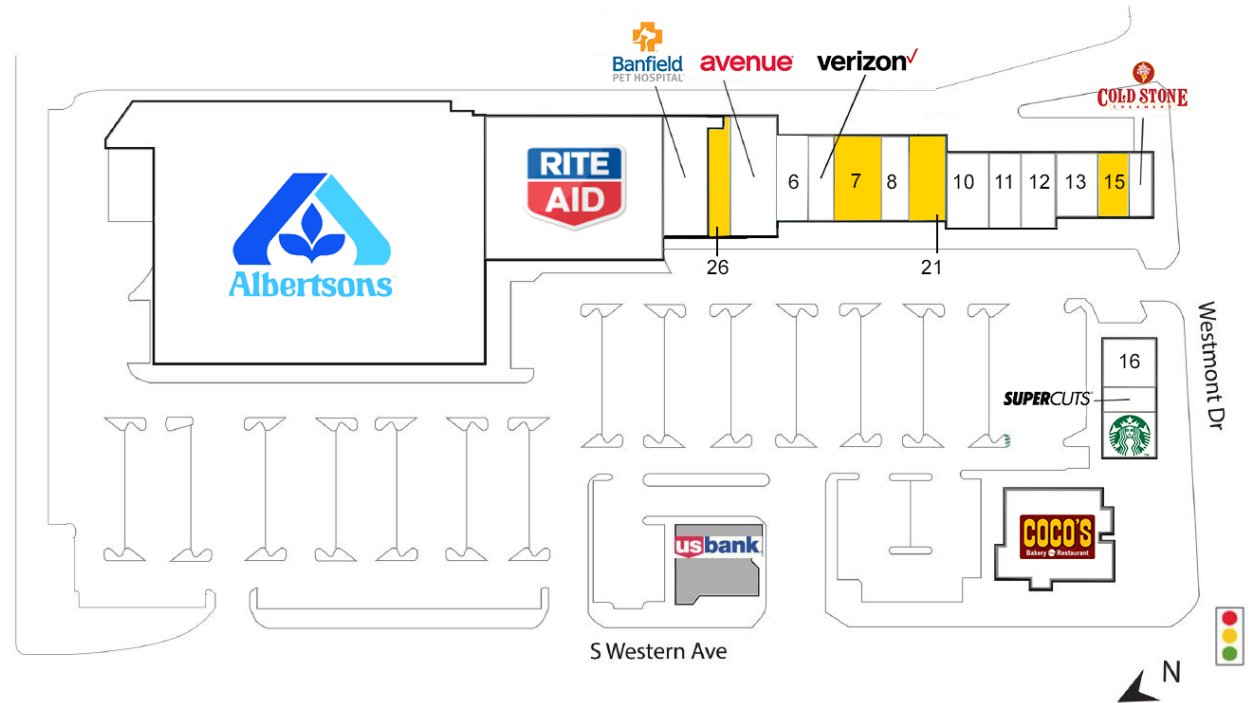 Banfield
PET HOSPITAL
avenue
verizon
COLD STONE
CREAMERY
RITE
AID
Albertsons
6
7
8
10
11
12
13
15
26
21
Westmont Dr
16
SUPERCUTS
COCO'S
Bakery Restaurant
usbank
S Western Ave
N